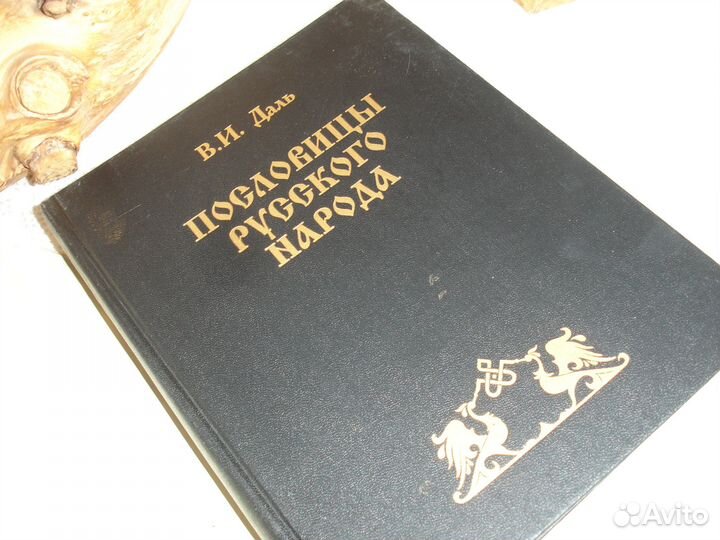 В.И. Даль
ПОСЛОВИЦЫ
РУССКОГО
НАРОДА
Avito